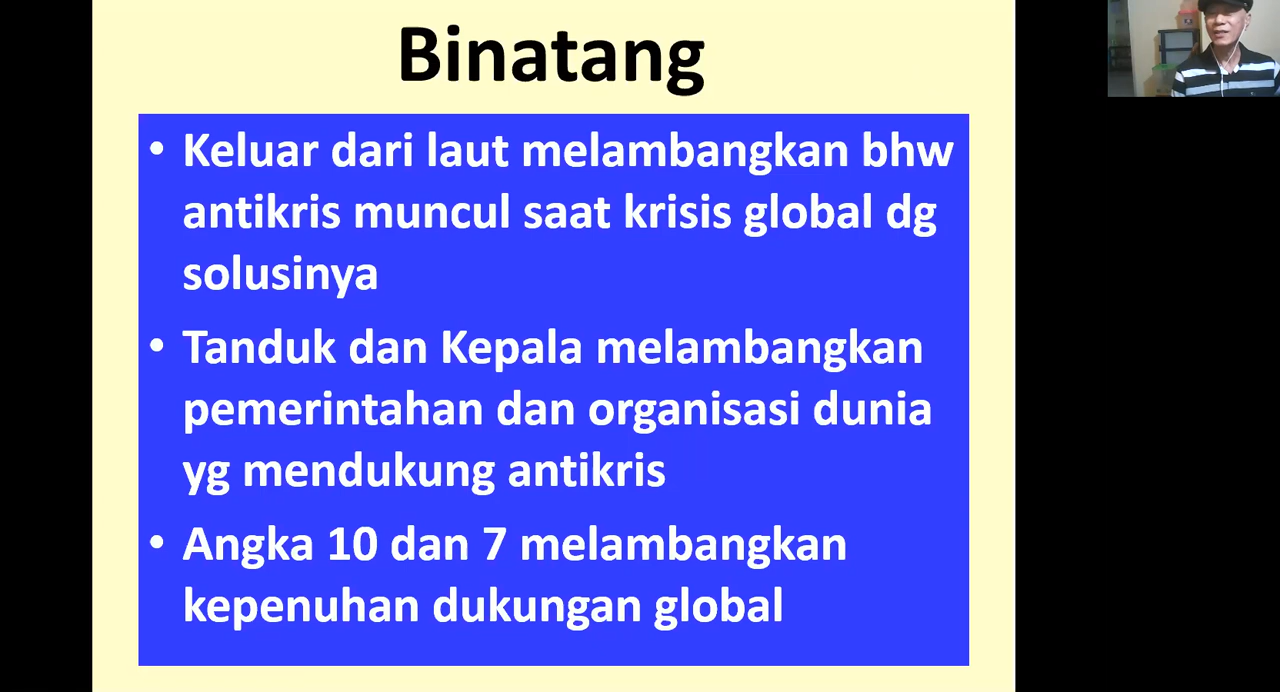 Binatang
• Keluar dari laut melambangkan bhw
antikris muncul saat krisis global dg
solusinya
• Tanduk dan Kepala melambangkan
pemerintahan dan organisasi dunia
yg mendukung antikris
• Angka 10 dan 7 melambangkan
kepenuhan dukungan global